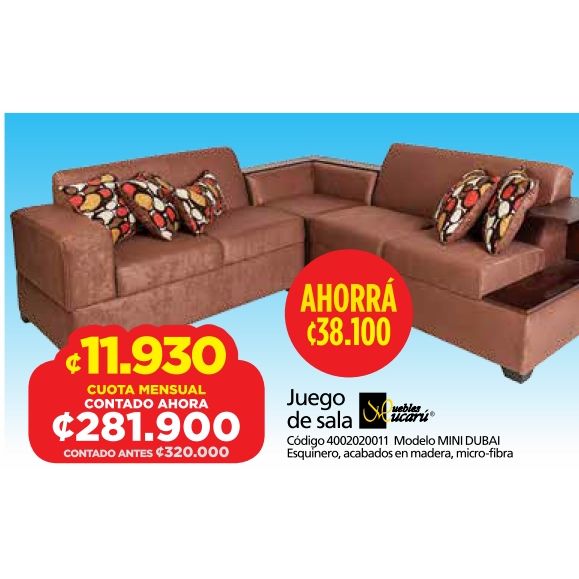 AHORRÁ
¢38.100
¢11.930
CUOTA MENSUAL
CONTADO AHORA
¢281.900
CONTADO ANTES ¢320.000
Juego
de sala
Muebles
Mucarú®
Código 4002020011 Modelo MINI DUBAI
Esquinero, acabados en madera, micro-fibra